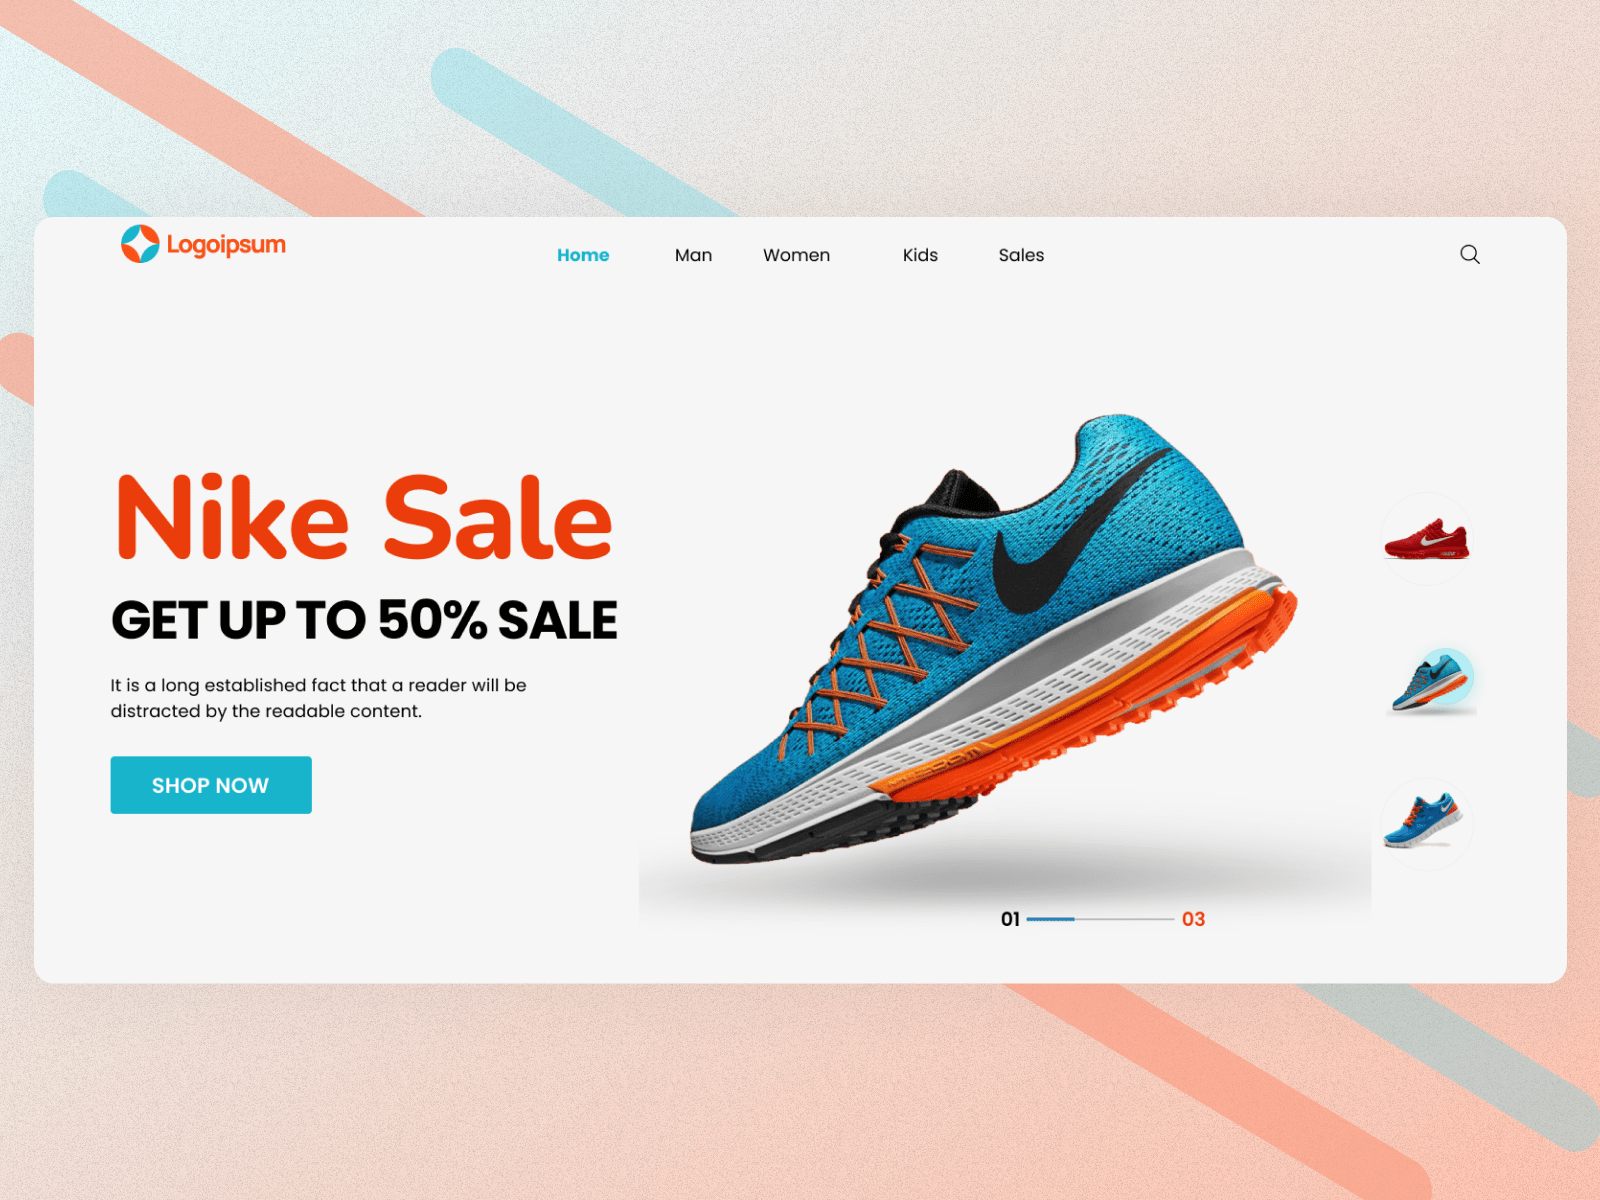 Logoipsum
Home Man Women Kids Sales
Nike Sale
GET UP TO 50% SALE
It is a long established fact that a reader will be
distracted by the readable content.
SHOP NOW
01 03